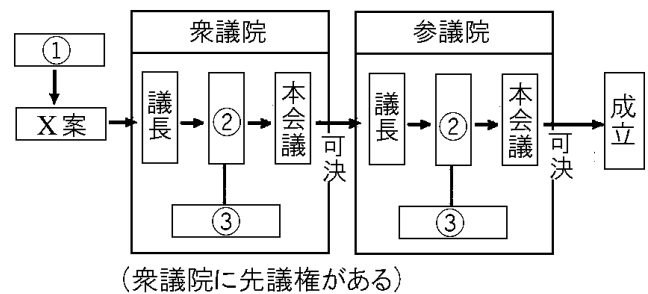 衆議院
参議院
①
X案
議長
②
本会議
③
可決
議長
②
本会議
③
可決
成立
(衆議院に先議権がある)